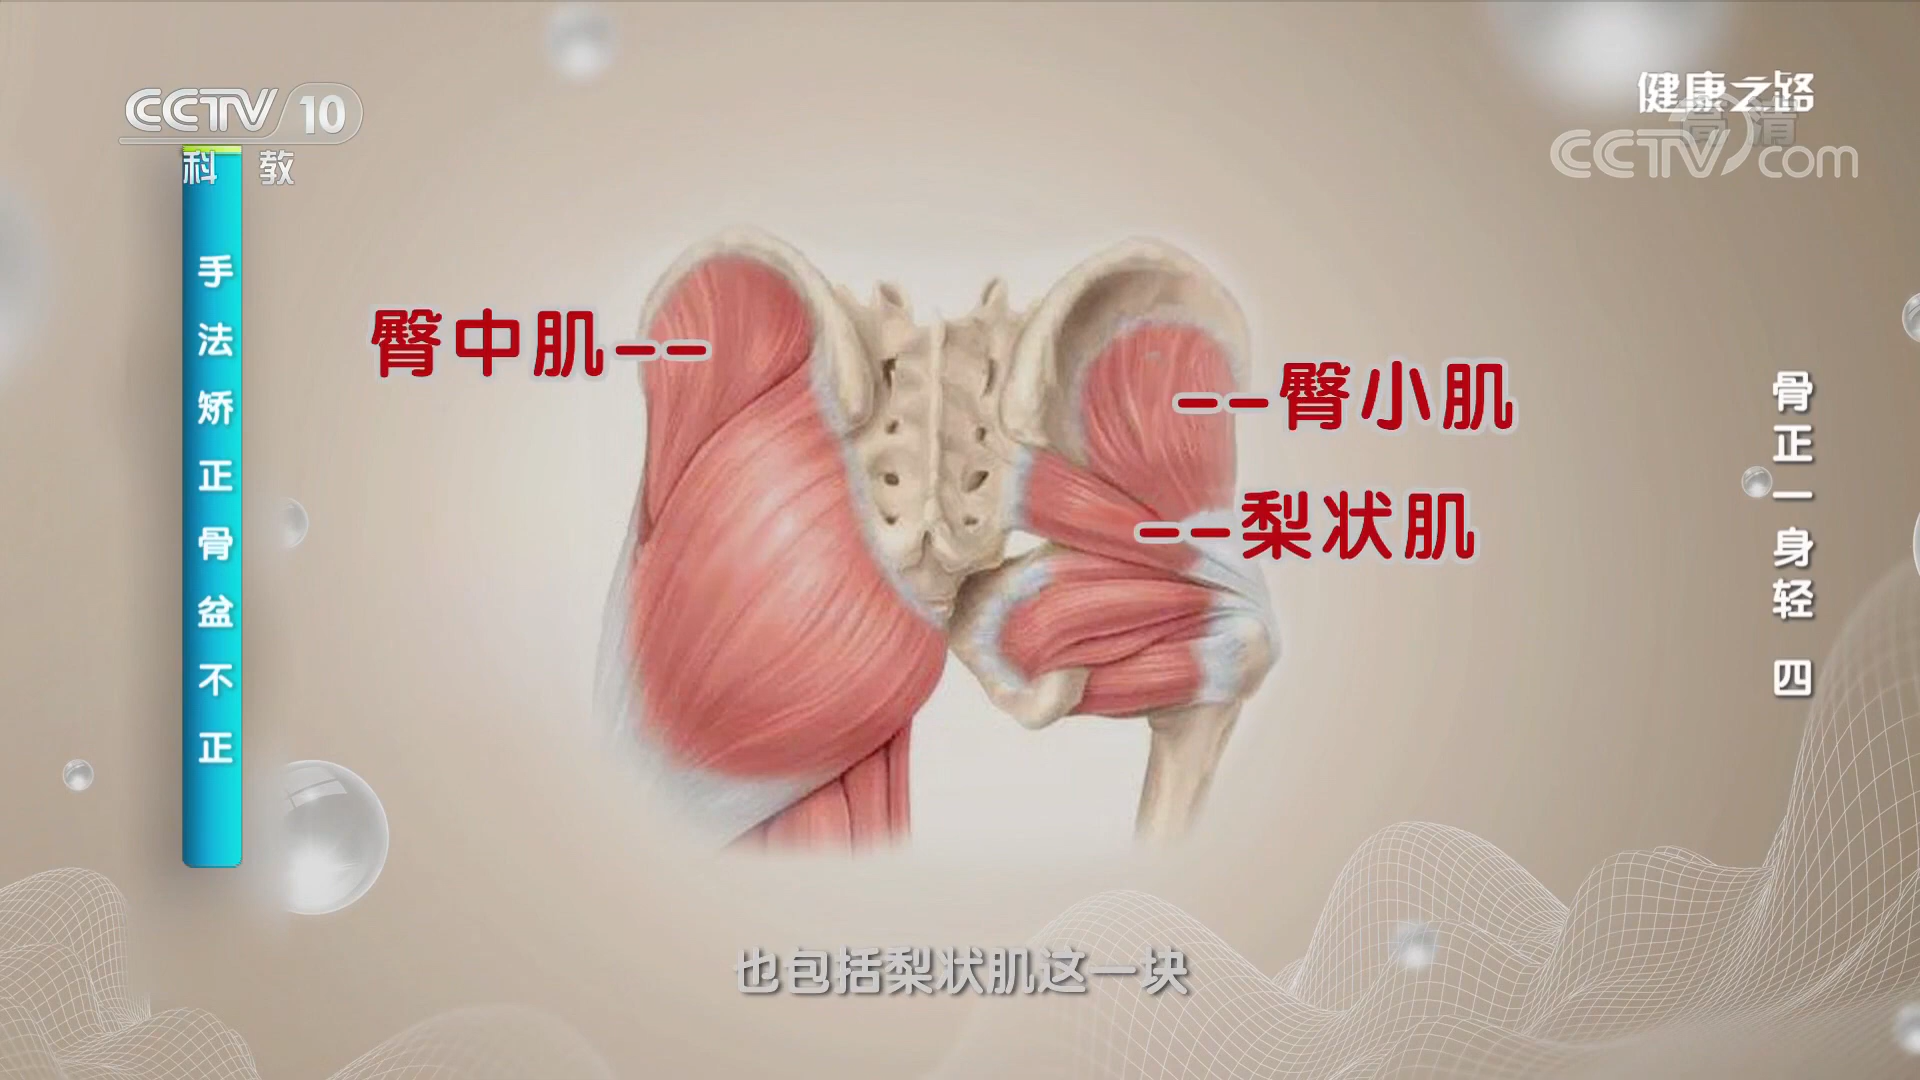 CCTV 10
科 教
健康之路
高清
CCTV.com
手法矫正骨盆不正
臀中肌--
--臀小肌
--梨状肌
骨正一身轻 四
也包括梨状肌这一块